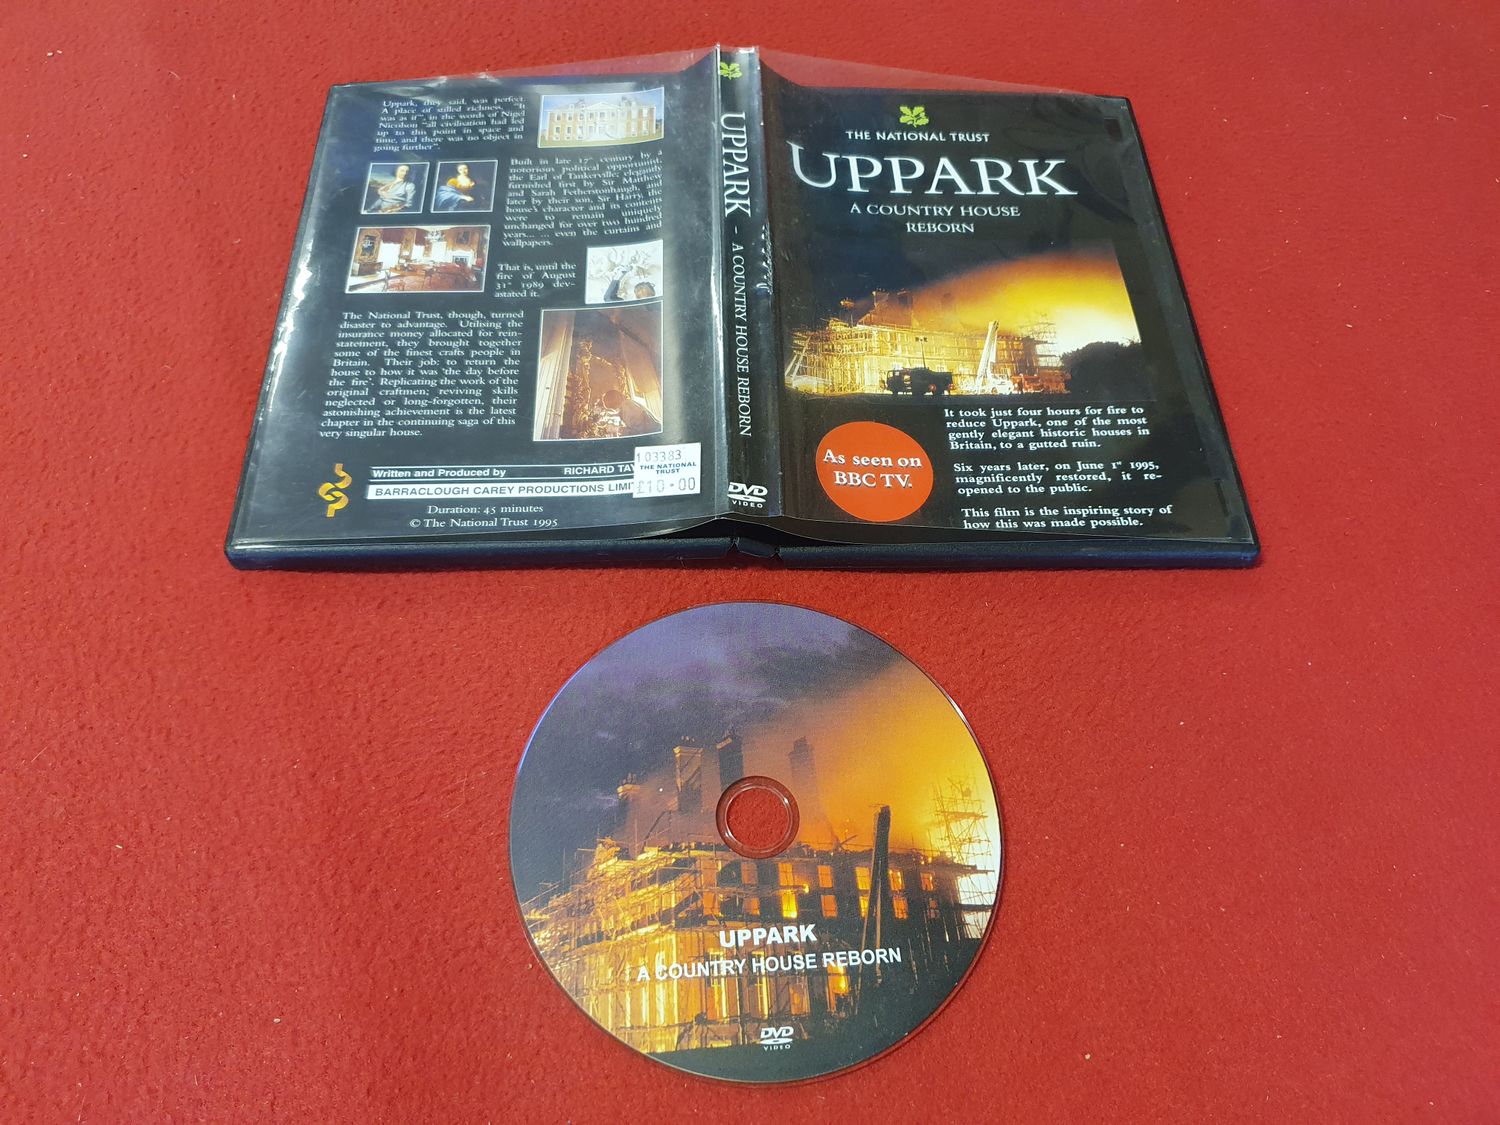 Uppark, they said, was perfect.
A place of stilled richness. "It
was as if", in the words of Nigel
Nicolson "all civilisation had led
up to this point in space and
time, and there was no object in
going further".
Built in late 17th century by a
notorious political opportunist,
the Earl of Tankerville; elegantly
furnished first by Sir Matthew
and Sarah Fetherstonhaugh, and
later by their son, Sir Harry, the
house's character and its contents
were to remain uniquely
unchanged for over two hundred
years... ... even the curtains and
wallpapers.
That is, until the
fire of August
31st 1989 dev-
astated it.
The National Trust, though, turned
disaster to advantage. Utilising the
insurance money allocated for rein-
statement, they brought together
some of the finest crafts people in
Britain. Their job: to return the
house to how it was 'the day before
the fire'. Replicating the work of the
original craftmen; reviving skills
neglected or long-forgotten, their
astonishing achievement is the latest
chapter in the continuing saga of this
very singular house.
Written and Produced by RICHARD TAY
BARRACLOUGH CAREY PRODUCTIONS LIMI
Duration: 45 minutes
© The National Trust 1995
103383
THE NATIONAL
TRUST
£10.00
UPPARK – A COUNTRY HOUSE REBORN
DVD
VIDEO
THE NATIONAL TRUST
UPPARK
A COUNTRY HOUSE
REBORN
As seen on
BBC TV.
It took just four hours for fire to
reduce Uppark, one of the most
gently elegant historic houses in
Britain, to a gutted ruin.
Six years later, on June 1st 1995,
magnificently restored, it re-
opened to the public.
This film is the inspiring story of
how this was made possible.
UPPARK
A COUNTRY HOUSE REBORN
DVD
VIDEO